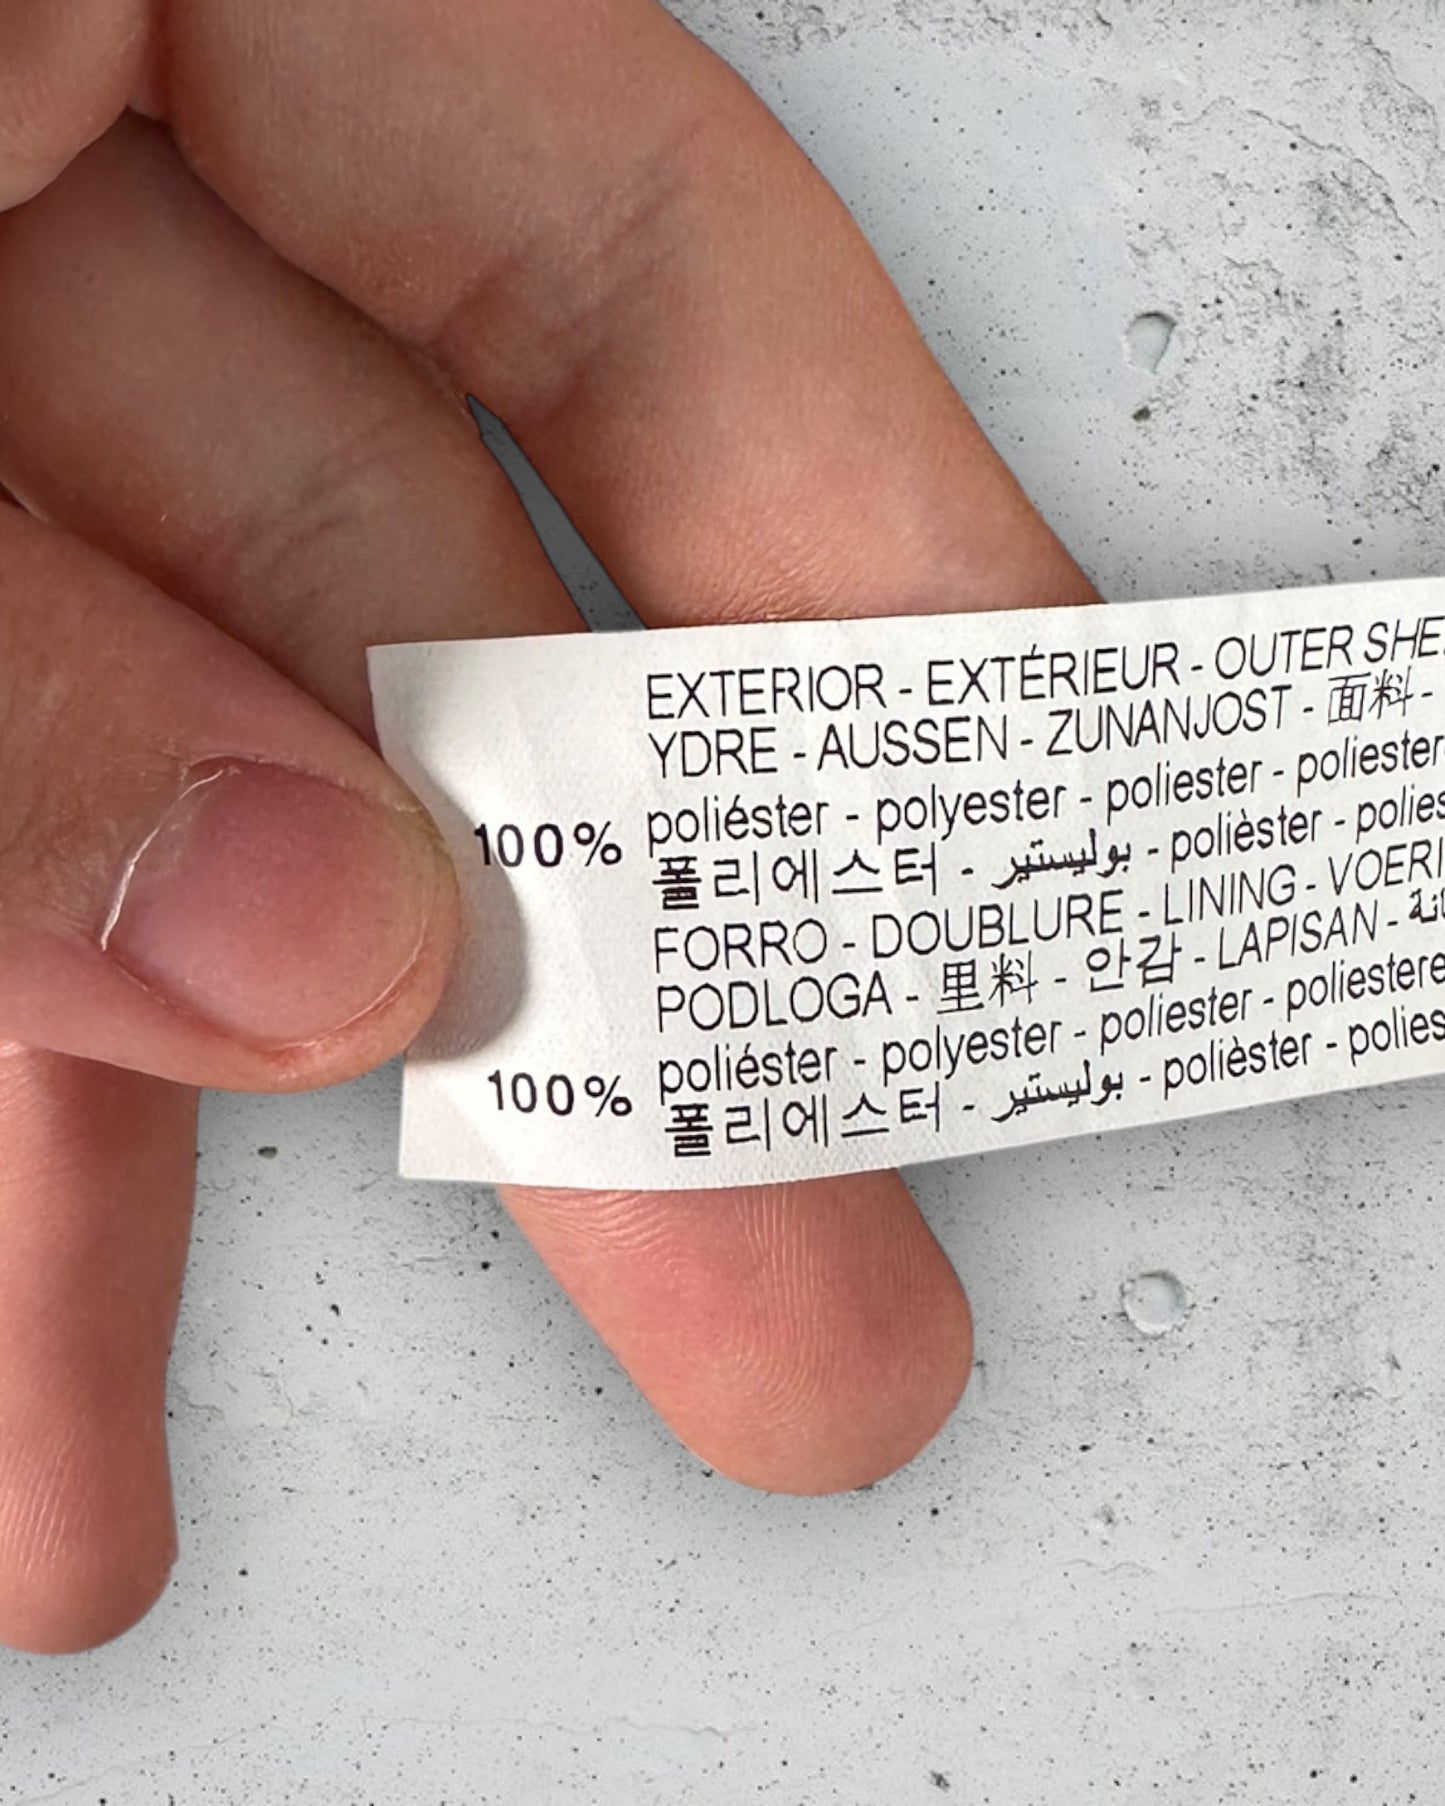 EXTERIOR - EXTÉRIEUR - OUTER
YDRE - AUSSEN - ZUNANJOST - 面料 -
100% poliéster - polyester - poliester - poliester
폴리에스터 - بوليستير - polièster -
FORRO - DOUBLURE - LINING -
PODLOGA - 里料 - 안감 - LAPISAN -
100% poliéster - polyester - poliester - poliestere
폴리에스터 - بوليستير - polièster -